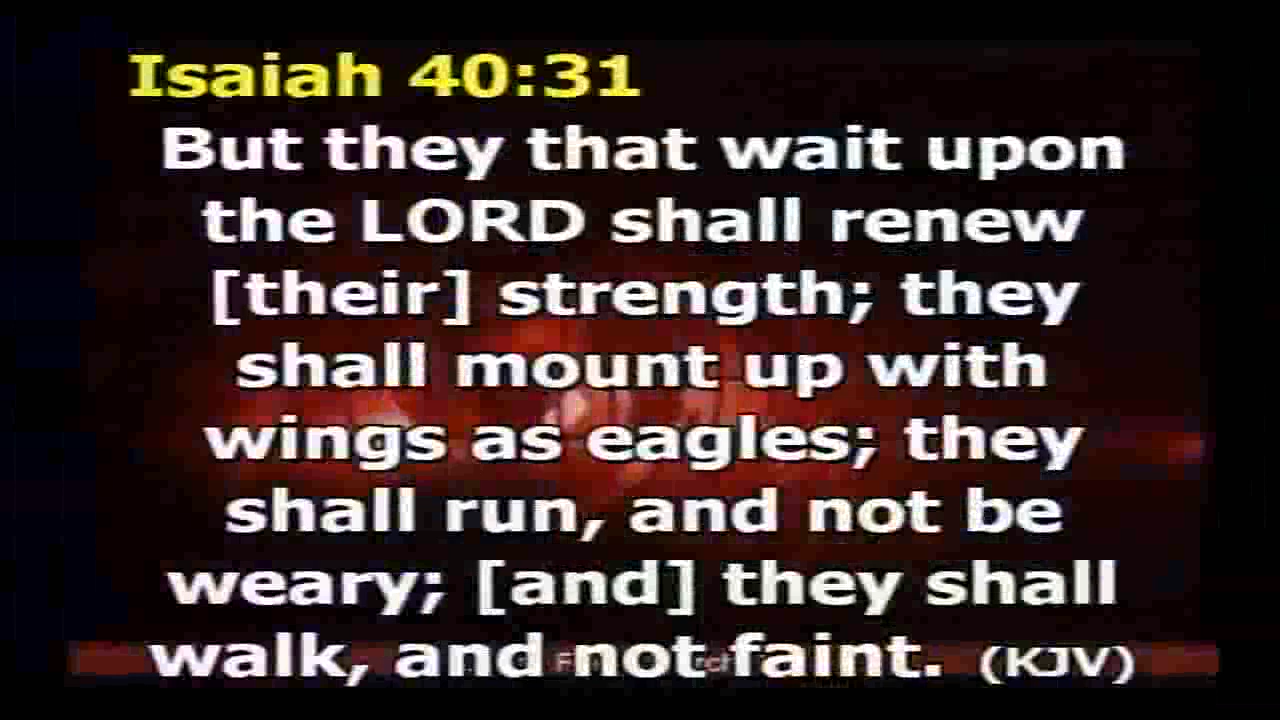 Isaiah 40:31
But they that wait upon
the LORD shall renew
[their] strength; they
shall mount up with
wings as eagles; they
shall run, and not be
weary; [and] they shall
walk, and not faint. (KJV)